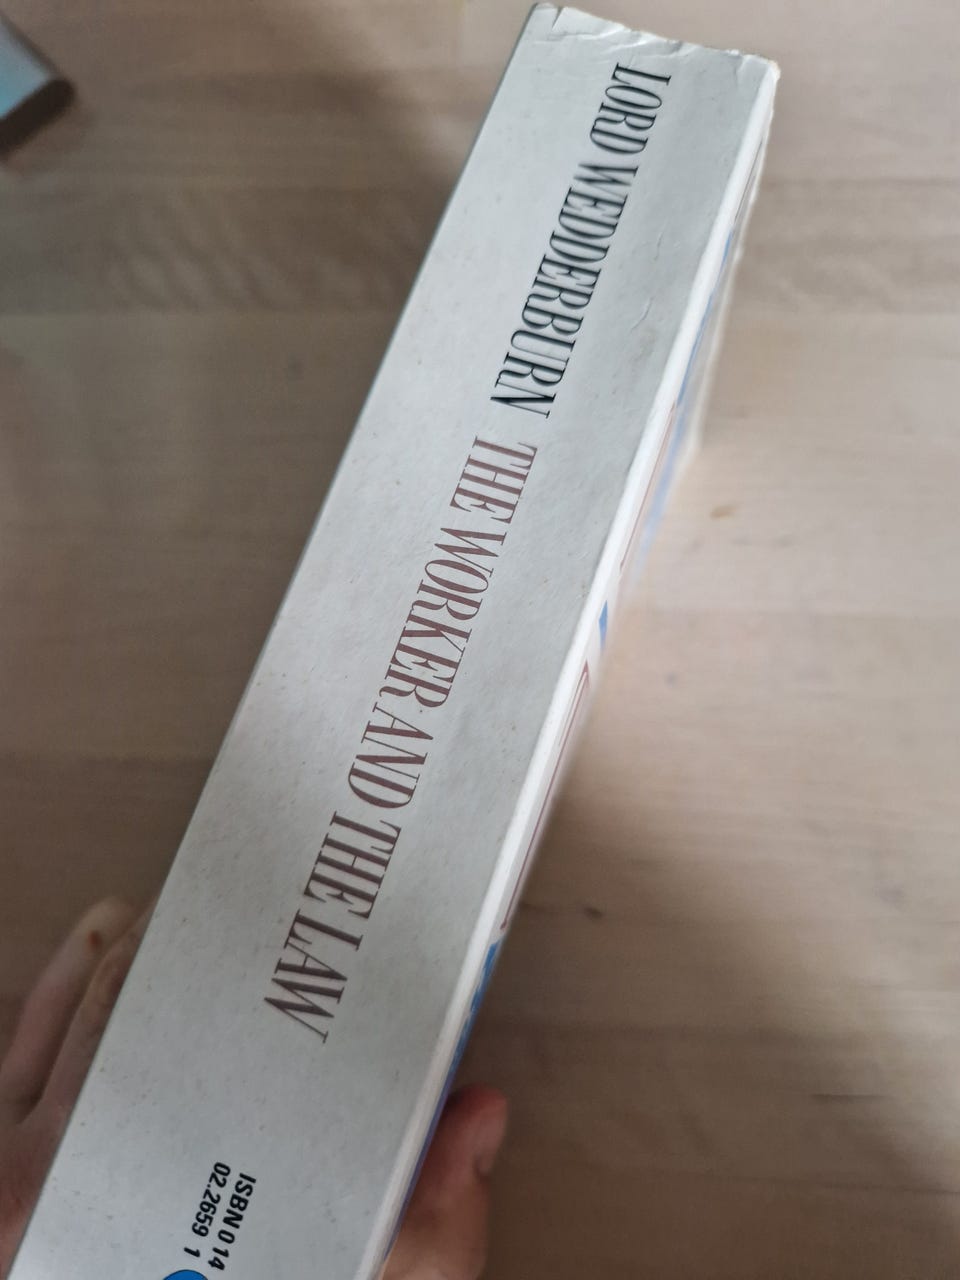 LORD WEDDERBURN THE WORKER AND THE LAW
ISBN 0 14
02.2659 1